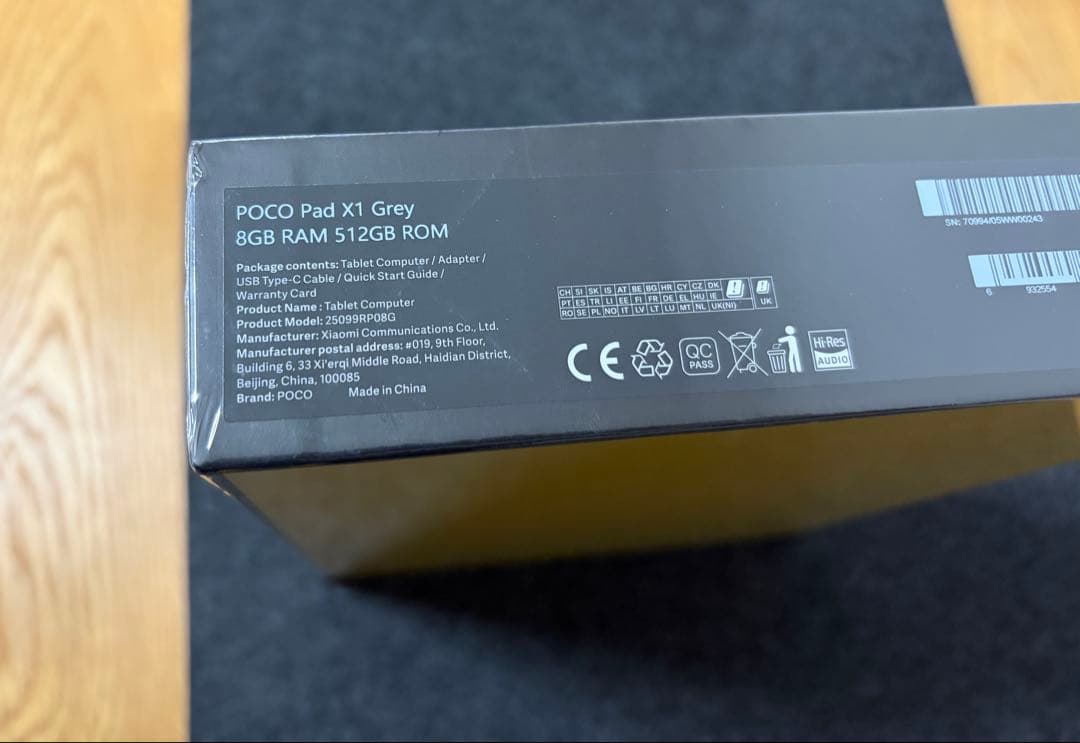 POCO Pad X1 Grey
8GB RAM 512GB ROM
Package contents: Tablet Computer / Adapter /
USB Type-C Cable / Quick Start Guide /
Warranty Card
Product Name : Tablet Computer
Product Model: 25099RP08G
Manufacturer: Xiaomi Communications Co., Ltd.
Manufacturer postal address: #019, 9th Floor,
Building 6, 33 Xi'erqi Middle Road, Haidian District,
Beijing, China, 100085
Brand: POCO Made in China
CH SI SK IS AT BE BG HR CY CZ DK
PT ES TR LI EE FI FR DE EL HU IE
RO SE PL NO IT LV LT LU MT NL UK(NI)
UK
CE
QC
PASS
Hi-Res
AUDIO
SN: 70994/05WW00243
6 932554